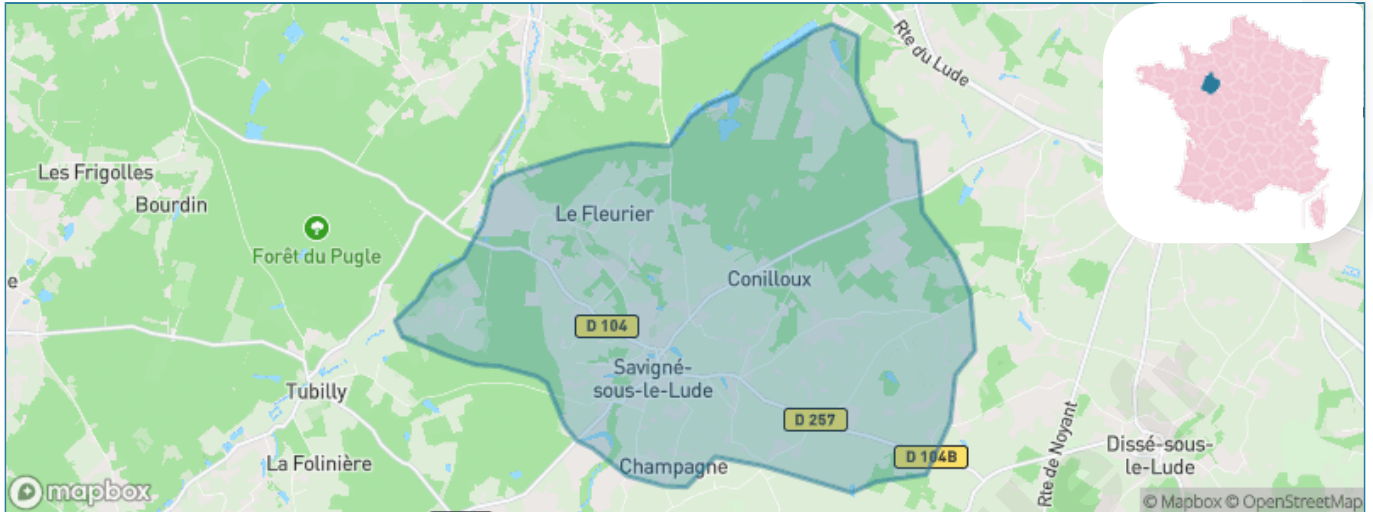 Rte du Lude
Les Frigolles
Bourdin
Le Fleurier
Forêt du Pugle
e
Conilloux
D 104
Savigné-
sous-le-Lude
Tubilly
D 257
Rte de Noyant
Dissé-sous-
le-Lude
D 104B
La Folinière
Champagne
mapbox
© Mapbox © OpenStreetMap